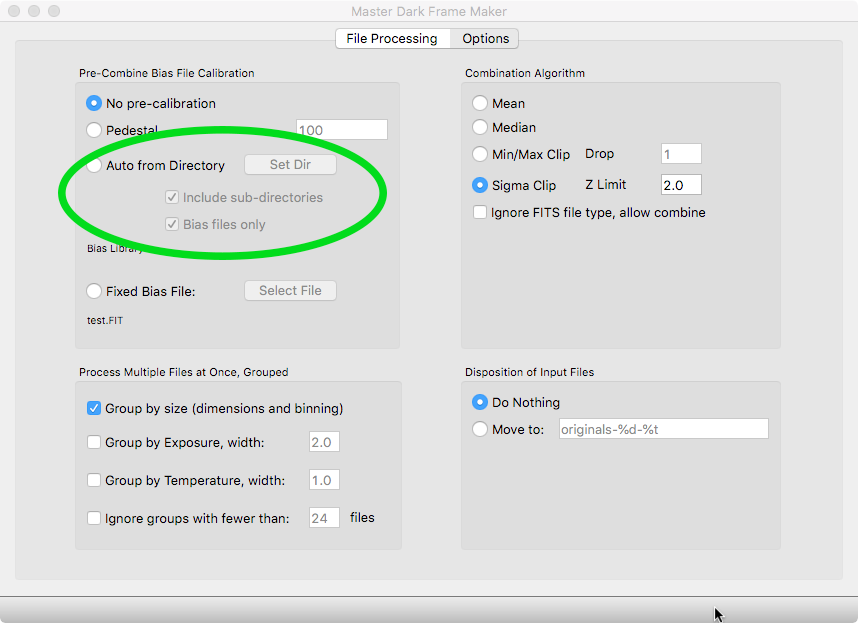 Master Dark Frame Maker
File Processing
Options
Pre-Combine Bias File Calibration
No pre-calibration
Pedestal
100
Auto from Directory
Set Dir
Include sub-directories
Bias files only
Bias Library
Fixed Bias File:
Select File
test.FIT
Combination Algorithm
Mean
Median
Min/Max Clip Drop 1
Sigma Clip Z Limit 2.0
Ignore FITS file type, allow combine
Process Multiple Files at Once, Grouped
Group by size (dimensions and binning)
Group by Exposure, width: 2.0
Group by Temperature, width: 1.0
Ignore groups with fewer than: 24 files
Disposition of Input Files
Do Nothing
Move to: originals-%d-%t